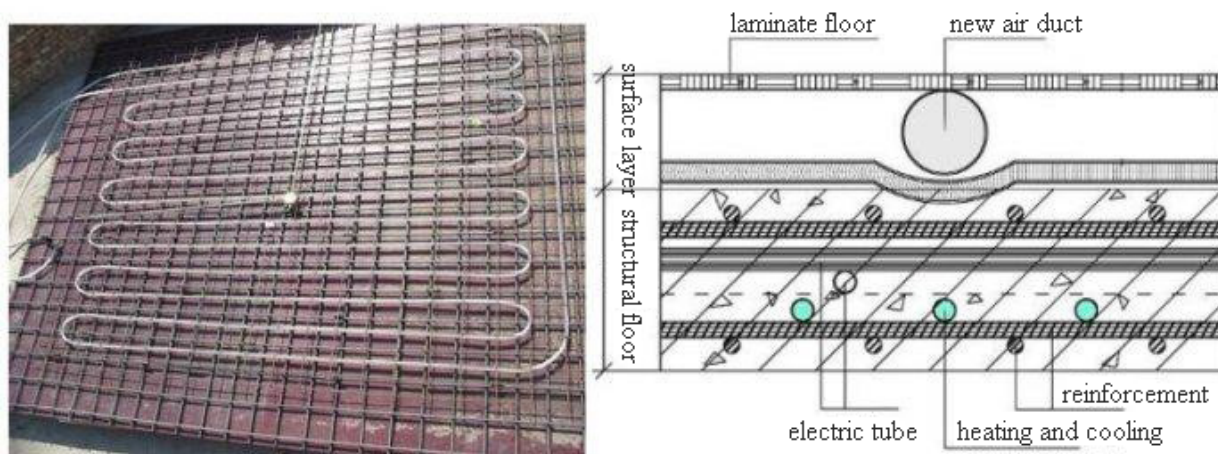 laminate floor
new air duct
surface layer
structural floor
reinforcement
electric tube
heating and cooling